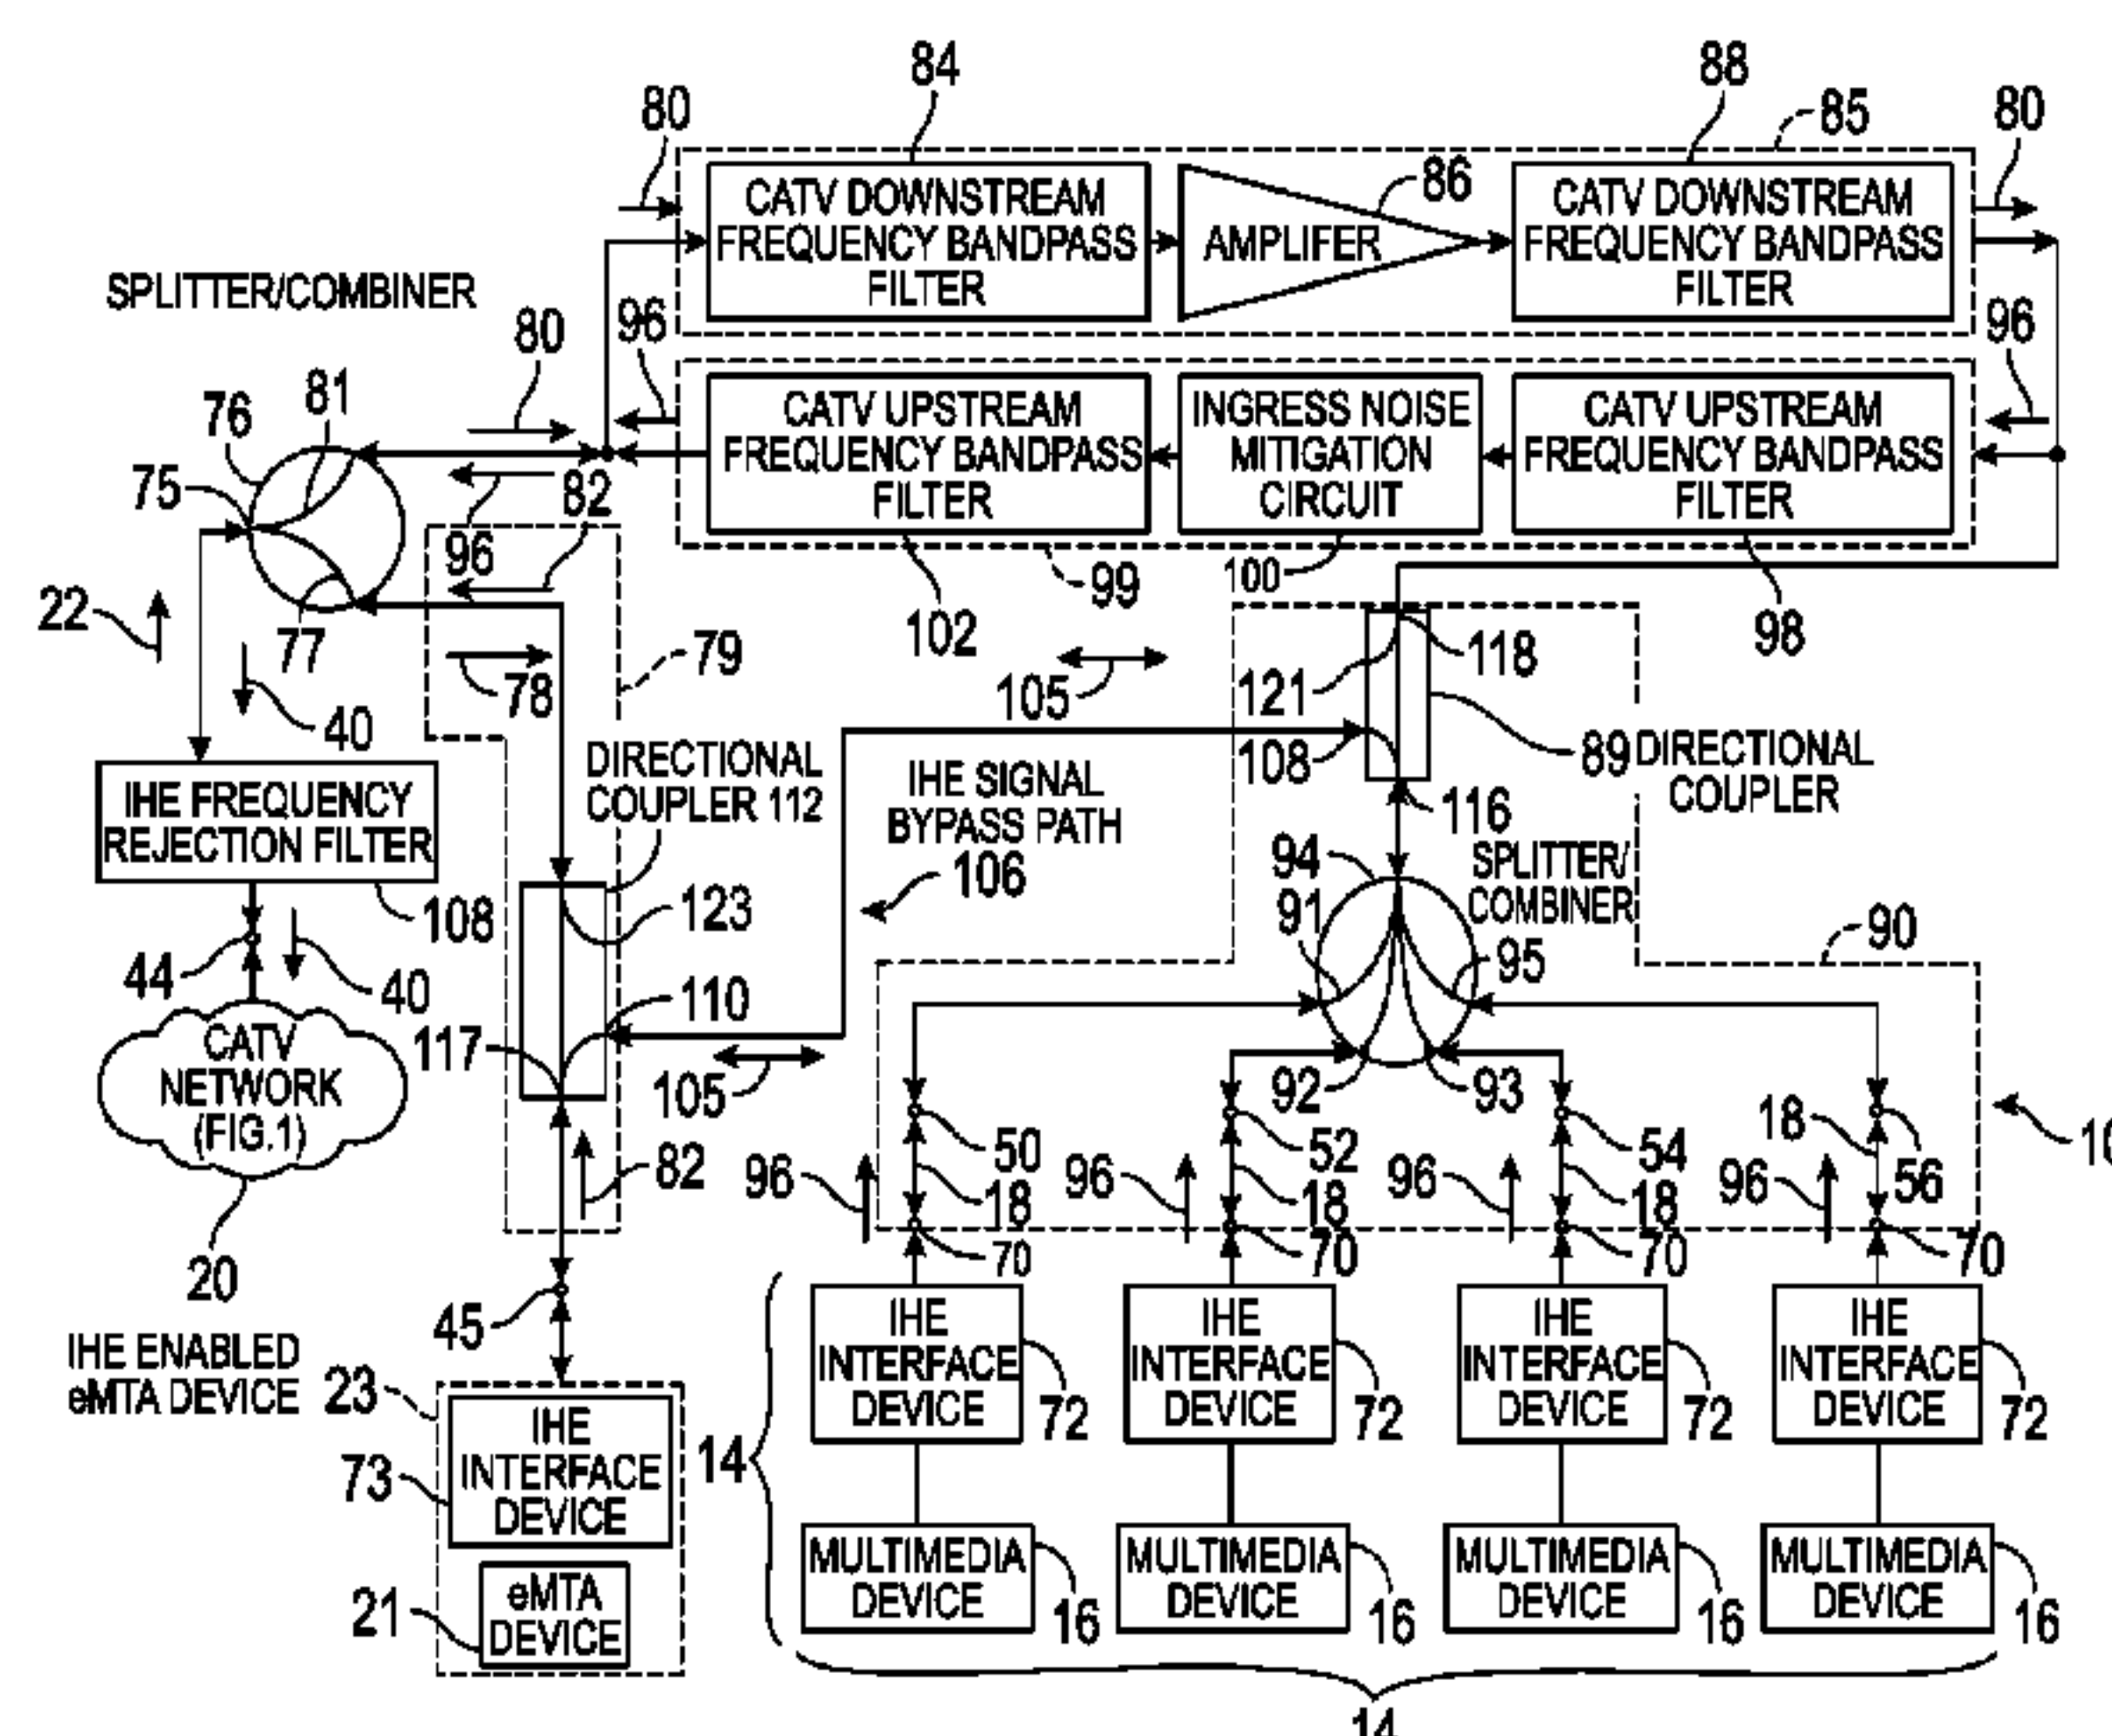 84
88
80
85
80
CATV DOWNSTREAM
FREQUENCY BANDPASS
FILTER
86
AMPLIFER
CATV DOWNSTREAM
FREQUENCY BANDPASS
FILTER
SPLITTER/COMBINER
80
96
96
76
81
75
CATV UPSTREAM
FREQUENCY BANDPASS
FILTER
INGRESS NOISE
MITIGATION
CIRCUIT
CATV UPSTREAM
FREQUENCY BANDPASS
FILTER
96
82
99
100
102
98
22
77
78
79
40
105
121
118
108
89 DIRECTIONAL
COUPLER
116
IHE FREQUENCY
REJECTION FILTER
108
DIRECTIONAL
COUPLER 112
IHE SIGNAL
BYPASS PATH
106
94
SPLITTER/
COMBINER
91
95
90
123
44
40
110
117
105
92
93
CATV
NETWORK
(FIG.1)
20
82
50
52
54
56
18
18
18
18
96
96
96
96
10
70
70
70
70
45
IHE ENABLED
eMTA DEVICE
23
IHE
INTERFACE
DEVICE
73
eMTA
DEVICE
21
14
IHE
INTERFACE
DEVICE
72
IHE
INTERFACE
DEVICE
72
IHE
INTERFACE
DEVICE
72
IHE
INTERFACE
DEVICE
72
MULTIMEDIA
DEVICE
16
MULTIMEDIA
DEVICE
16
MULTIMEDIA
DEVICE
16
MULTIMEDIA
DEVICE
16
14